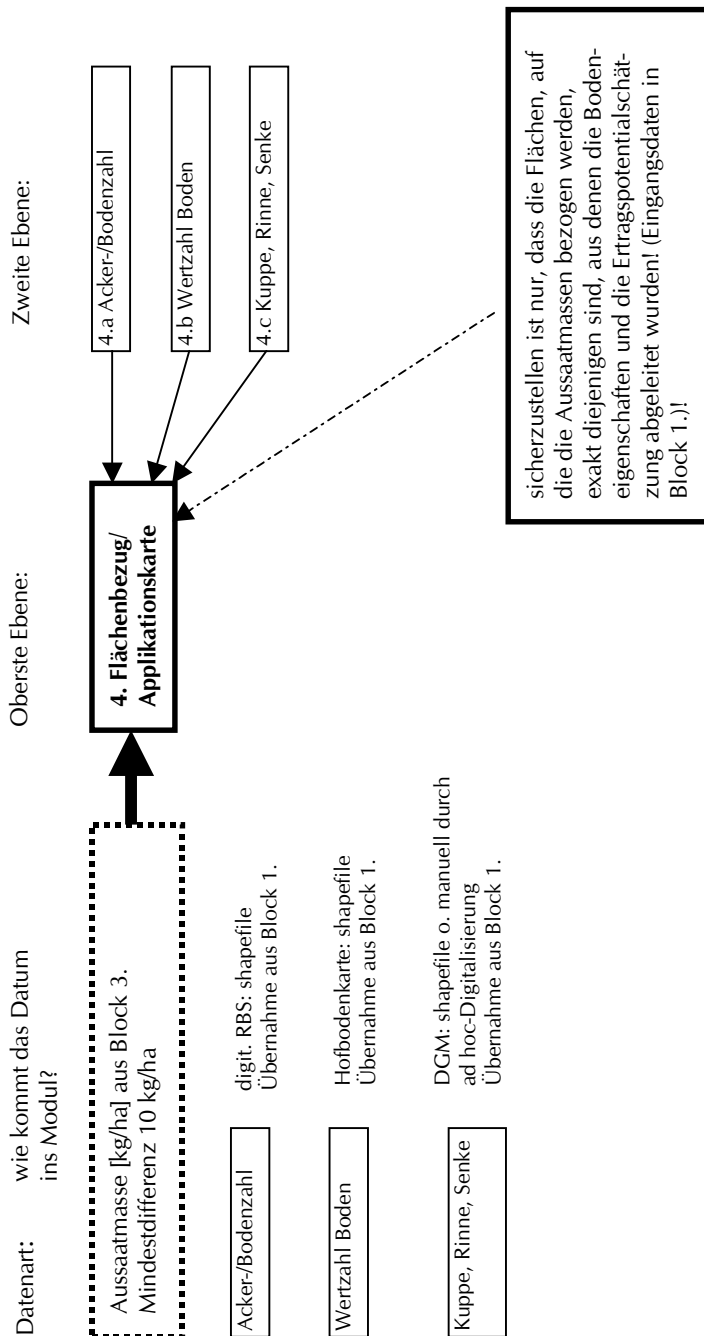 Datenart:
wie kommt das Datum
ins Modul?
Oberste Ebene:
Zweite Ebene:
Aussaatmasse [kg/ha] aus Block 3.
Mindestdifferenz 10 kg/ha
4. Flächenbezug/
Applikationskarte
4.a Acker-/Bodenzahl
4.b Wertzahl Boden
4.c Kuppe, Rinne, Senke
Acker-/Bodenzahl
digit. RBS: shapefile
Übernahme aus Block 1.
Wertzahl Boden
Hofbodenkarte: shapefile
Übernahme aus Block 1.
Kuppe, Rinne, Senke
DGM: shapefile o. manuell durch
ad hoc-Digitalisierung
Übernahme aus Block 1.
sicherzustellen ist nur, dass die Flächen, auf
die die Aussaatmassen bezogen werden,
exakt diejenigen sind, aus denen die Boden-
eigenschaften und die Ertragspotentialschät-
zung abgeleitet wurden! (Eingangsdaten in
Block 1.)!